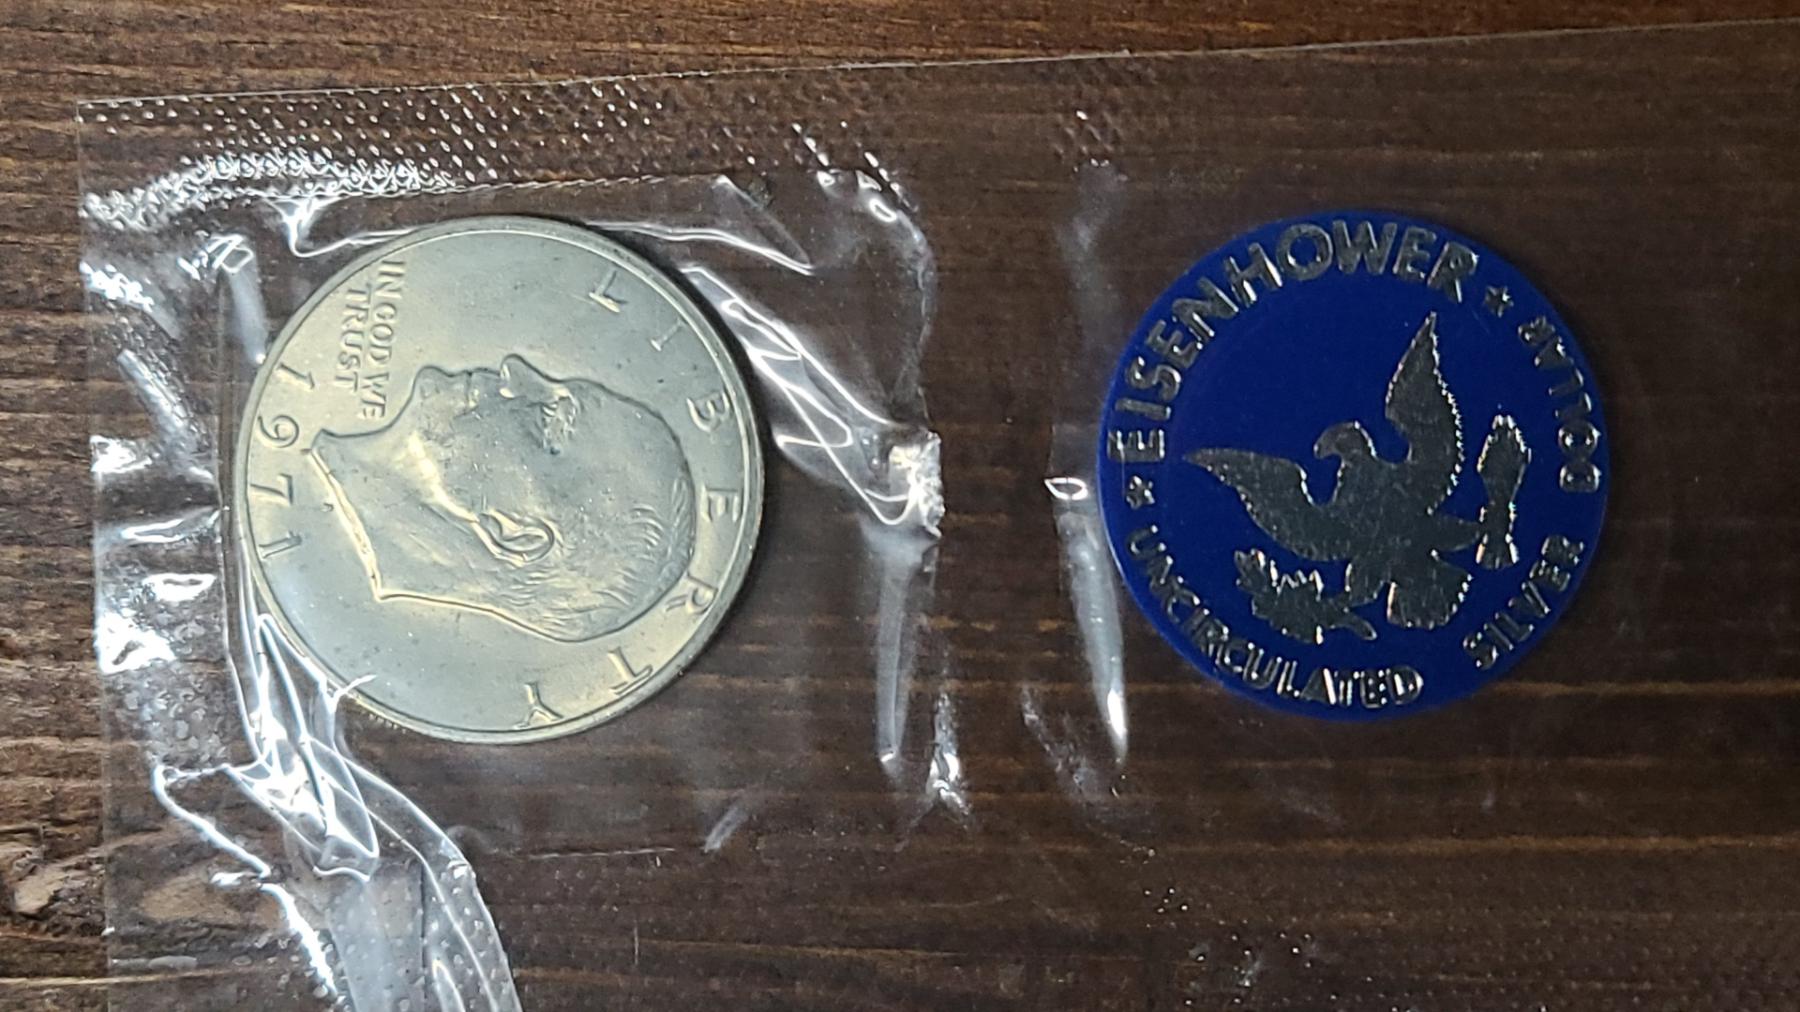 LIBERTY
IN GOD WE
TRUST
1971
EISENHOWER ★ DOLLAR
★ UNCIRCULATED SILVER